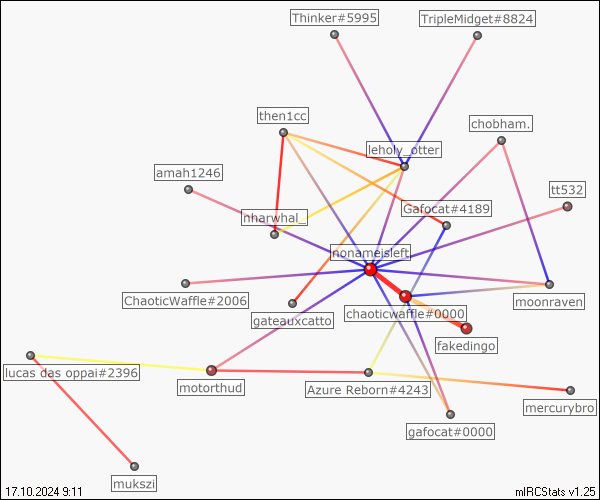 Thinker#5995
TripleMidget#8824
then1cc
chobham.
leholy_otter
amah1246
tt532
Gafocat#4189
nharwhal_
nonameisleft
ChaoticWaffle#2006
moonraven
chaoticwaffle#0000
gateauxcatto
fakedingo
lucas das oppai#2396
motorthud
Azure Reborn#4243
mercurybro
gafocat#0000
mukszi
17.10.2024 9:11
mIRCStats v1.25